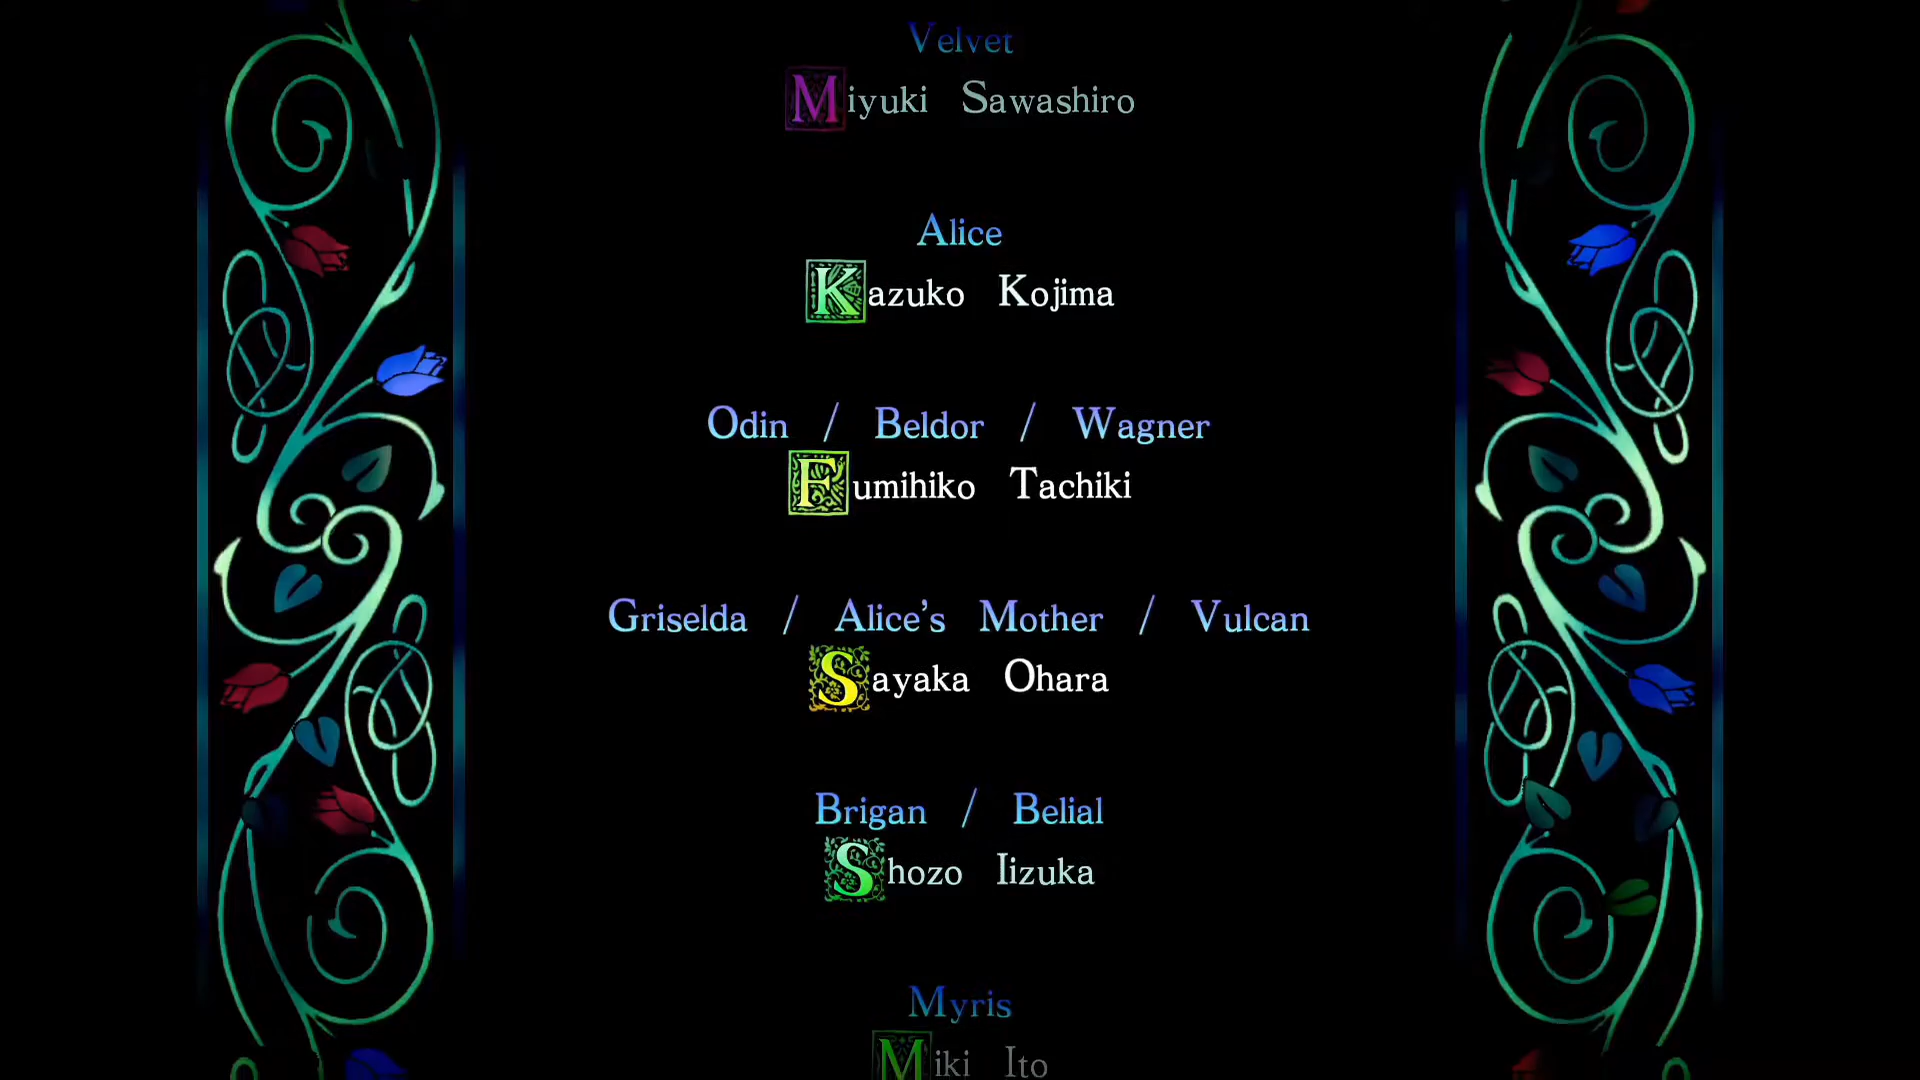 Velvet
Miyuki Sawashiro
Alice
Kazuko Kojima
Odin / Beldor / Wagner
Fumihiko Tachiki
Griselda / Alice's Mother / Vulcan
Sayaka Ohara
Brigan / Belial
Shozo Iizuka
Myris
Miki Ito